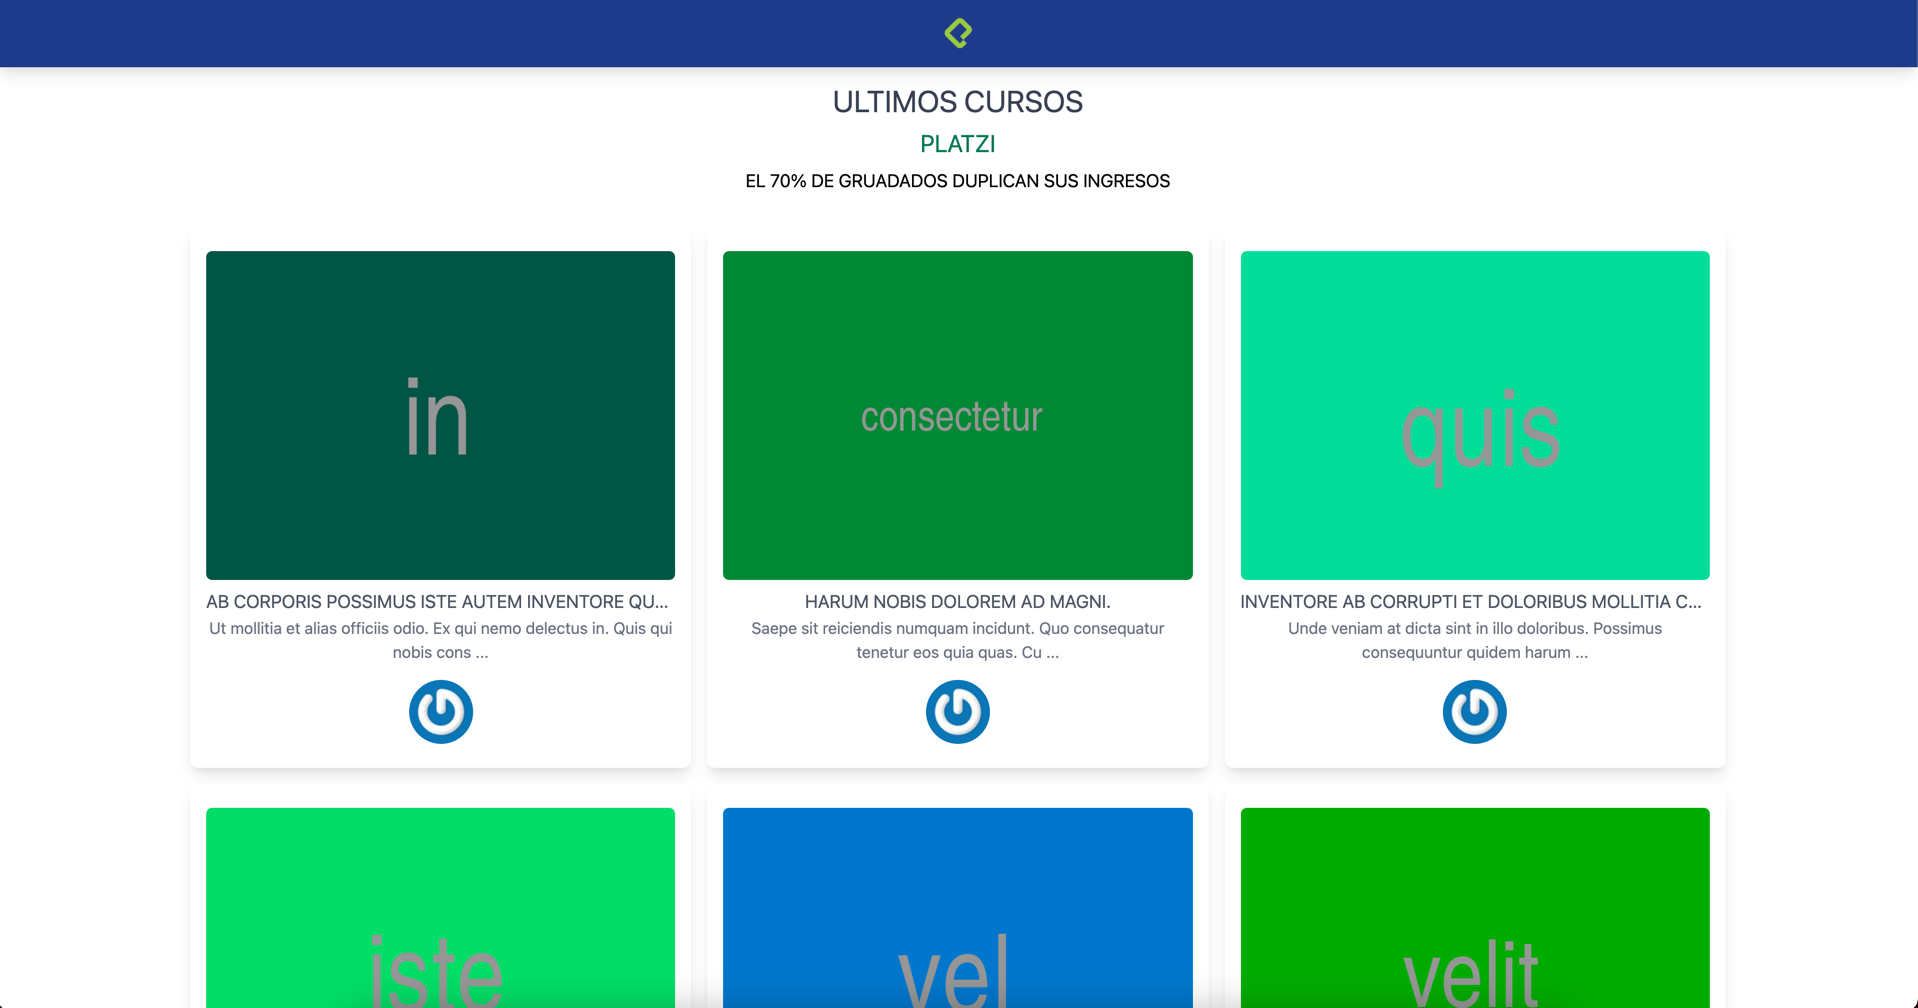 ULTIMOS CURSOS
PLATZI
EL 70% DE GRUADADOS DUPLICAN SUS INGRESOS
in
consectetur
quis
AB CORPORIS POSSIMUS ISTE AUTEM INVENTORE QU...
Ut mollitia et alias officiis odio. Ex qui nemo delectus in. Quis qui
nobis cons ...
HARUM NOBIS DOLOREM AD MAGNI.
Saepe sit reiciendis numquam incidunt. Quo consequatur
tenetur eos quia quas. Cu ...
INVENTORE AB CORRUPTI ET DOLORIBUS MOLLITIA C...
Unde veniam at dicta sint in illo doloribus. Possimus
consequuntur quidem harum ...
iste
vel
velit